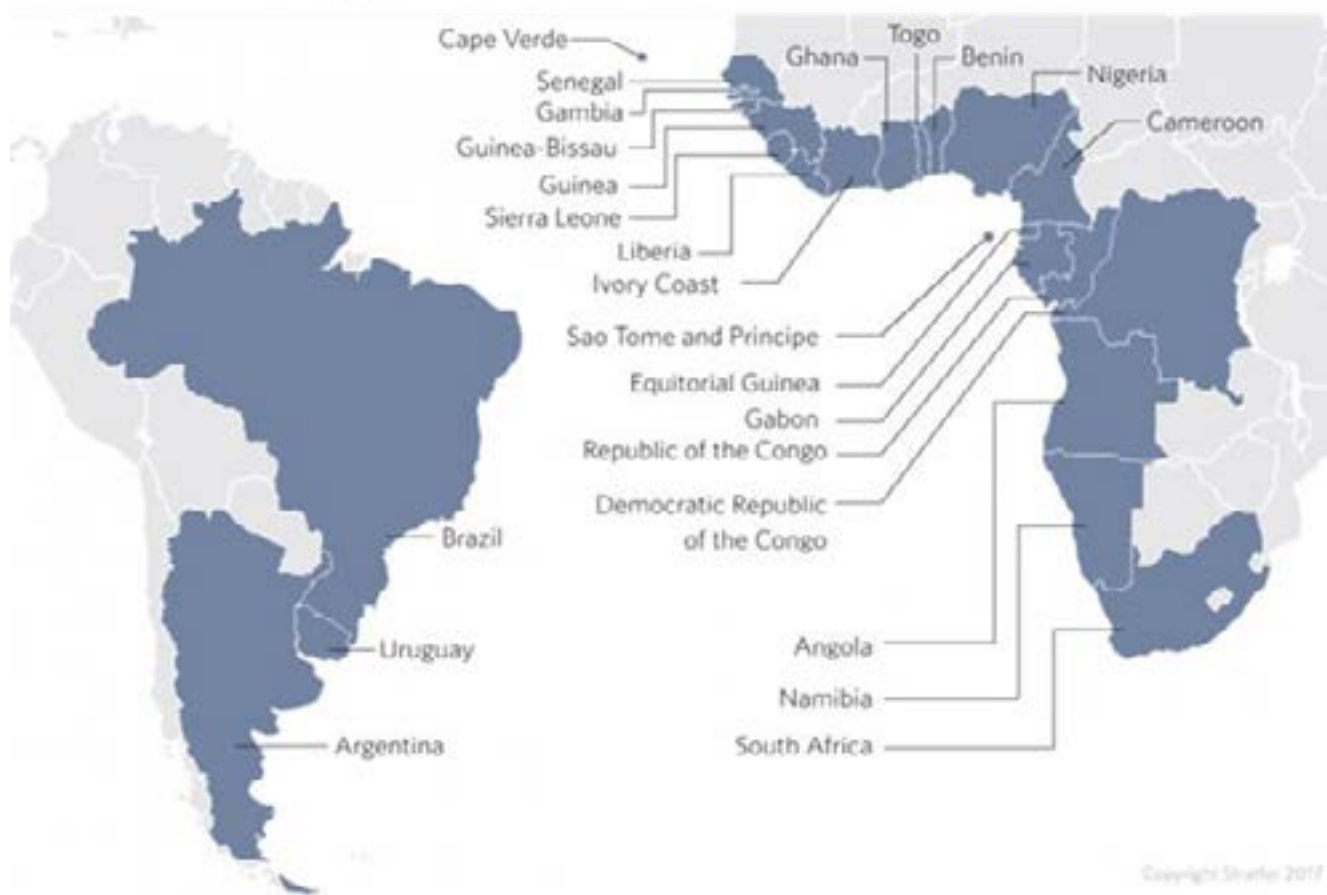 Cape Verde
Senegal
Gambia
Guinea-Bissau
Guinea
Sierra Leone
Liberia
Ivory Coast
Ghana
Togo
Benin
Nigeria
Cameroon
Sao Tome and Principe
Equitorial Guinea
Gabon
Republic of the Congo
Democratic Republic
of the Congo
Angola
Namibia
South Africa
Brazil
Uruguay
Argentina
Copyright Stratfor 2017